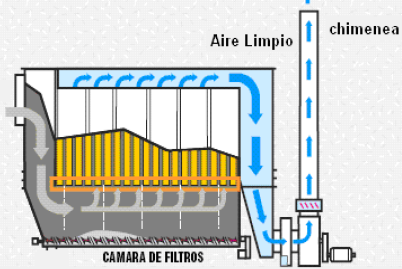 Aire Limpio
chimenea
CAMARA DE FILTROS